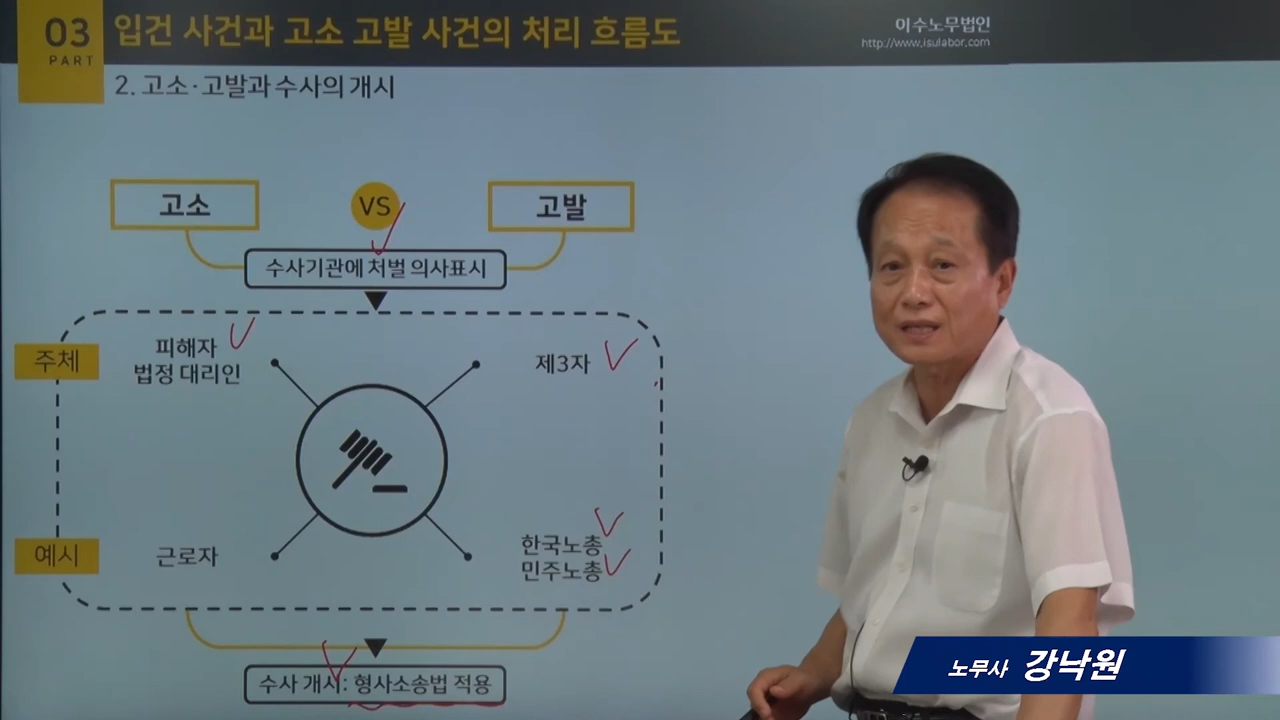 03
PART
입건 사건과 고소 고발 사건의 처리 흐름도
이수노무법인
http://www.isulabor.com
2. 고소·고발과 수사의 개시
고소
VS
고발
수사기관에 처벌 의사표시
주체
피해자
법정 대리인
제3자
예시
근로자
한국노총
민주노총
수사 개시: 형사소송법 적용
노무사 강낙원